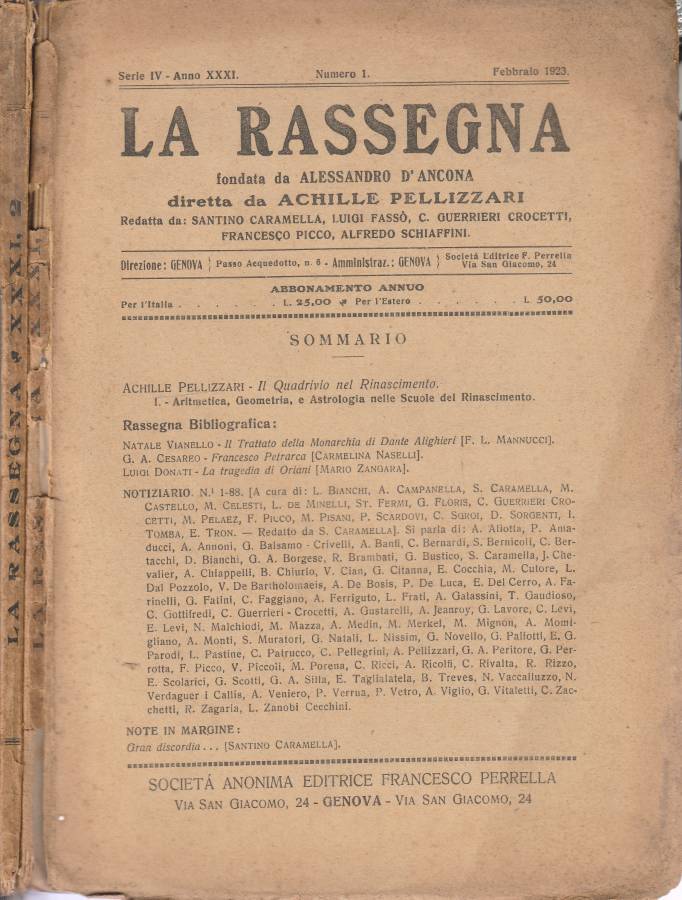 Serie IV - Anno XXXI. Numero 1. Febbraio 1923.
LA RASSEGNA
fondata da ALESSANDRO D'ANCONA
diretta da ACHILLE PELLIZZARI
Redatta da: SANTINO CARAMELLA, LUIGI FASSÒ, C. GUERRIERI CROCETTI,
FRANCESCO PICCO, ALFREDO SCHIAFFINI.
Direzione: GENOVA } Passo Acquedotto, n. 6 - Amministraz.: GENOVA } Società Editrice F. Perrella
Via San Giacomo, 24
ABBONAMENTO ANNUO
Per l'Italia . . . . . . L. 25,00 Per l'Estero . . . . . . L. 50,00
SOMMARIO
ACHILLE PELLIZZARI - Il Quadrivio nel Rinascimento.
I. - Aritmetica, Geometria, e Astrologia nelle Scuole del Rinascimento.
Rassegna Bibliografica:
NATALE VIANELLO - Il Trattato della Monarchia di Dante Alighieri [F. L. MANNUCCI].
G. A. CESAREO - Francesco Petrarca [CARMELINA NASELLI].
LUIGI DONATI - La tragedia di Oriani [MARIO ZANGARA].
NOTIZIARIO. N.i 1-88. [A cura di: L. BIANCHI, A. CAMPANELLA, S. CARAMELLA, M.
CASTELLO, M. CELESTI, L. DE MINELLI, ST. FERMI, G. FLORIS, C. GUERRIERI CRO-
CETTI, M. PELAEZ, F. PICCO, M. PISANI, P. SCARDOVI, C. SGROI, D. SORGENTI, I.
TOMBA, E. TRON. — Redatto da S. CARAMELLA]. Si parla di: A. Aliotta, P. Ama-
ducci, A. Annoni, G. Balsamo - Crivelli, A. Banfi, C. Bernardi, S. Bernicoli, C. Ber-
tacchi, D. Bianchi, G. A. Borgese, R. Brambati, G. Bustico, S. Caramella, J. Che-
valier, A. Chiappelli, B. Chiurlo, V. Cian, G. Citanna, E. Cocchia, M. Cutore, L.
Dal Pozzolo, V. De Bartholomaeis, A. De Bosis, P. De Luca, E. Del Cerro, A. Fa-
rinelli, G. Fatini, C. Faggiano, A. Ferriguto, L. Frati, A. Galassini, T. Gaudioso,
C. Gottifredi, C. Guerrieri - Crocetti, A. Gustarelli, A. Jeanroy, G. Lavore, C. Levi,
E. Levi, N. Malchiodi, M. Mazza, A. Medin, M. Merkel, M. Mignon, A. Momi-
gliano, A. Monti, S. Muratori, G. Natali, L. Nissim, G. Novello, G. Pallotti, E. G.
Parodi, L. Pastine, C. Patrucco, C. Pellegrini, A. Pellizzari, G. A. Peritore, G. Per-
rotta, F. Picco, V. Piccoli, M. Porena, C. Ricci, A. Ricolfi, C. Rivalta, R. Rizzo,
E. Scolarici, G. Scotti, G. A. Silla, E. Taglialatela, B. Treves, N. Vaccalluzzo, N.
Verdaguer i Callis, A. Veniero, P. Verrua, P. Vetro, A. Viglio, G. Vitaletti, C. Zac-
chetti, R. Zagaria, L. Zanobi Cecchini.
NOTE IN MARGINE:
Gran discordia . . . [SANTINO CARAMELLA].
SOCIETÁ ANONIMA EDITRICE FRANCESCO PERRELLA
VIA SAN GIACOMO, 24 - GENOVA - VIA SAN GIACOMO, 24
LA RASSEGNA XXXI, 2